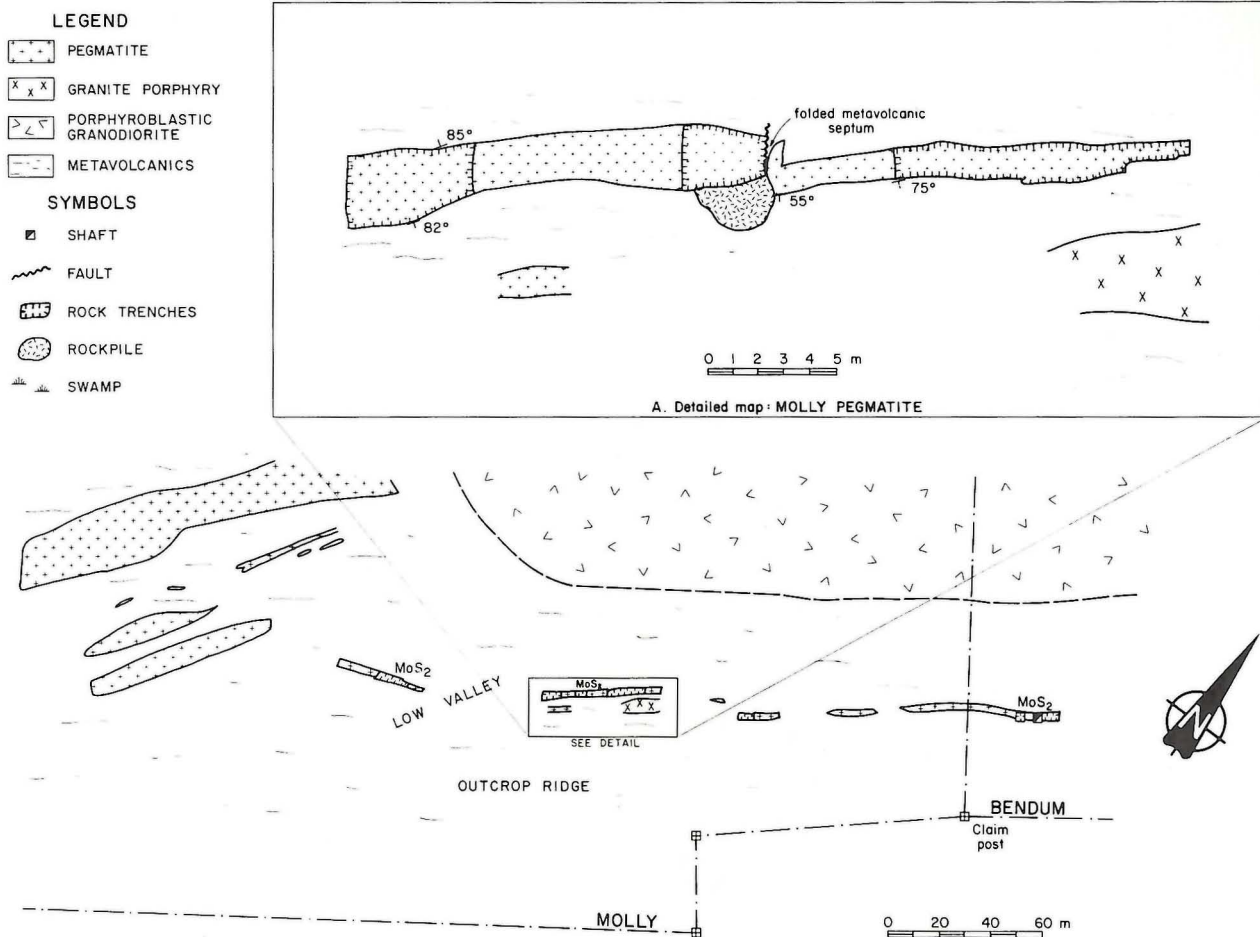 LEGEND
PEGMATITE
GRANITE PORPHYRY
PORPHYROBLASTIC
GRANODIORITE
METAVOLCANICS
SYMBOLS
SHAFT
FAULT
ROCK TRENCHES
ROCKPILE
SWAMP
folded metavolcanic
septum
85°
82°
55°
75°
0 1 2 3 4 5 m
A. Detailed map: MOLLY PEGMATITE
MoS2
LOW VALLEY
MoS2
SEE DETAIL
MoS2
OUTCROP RIDGE
N
BENDUM
Claim
post
MOLLY
0 20 40 60 m